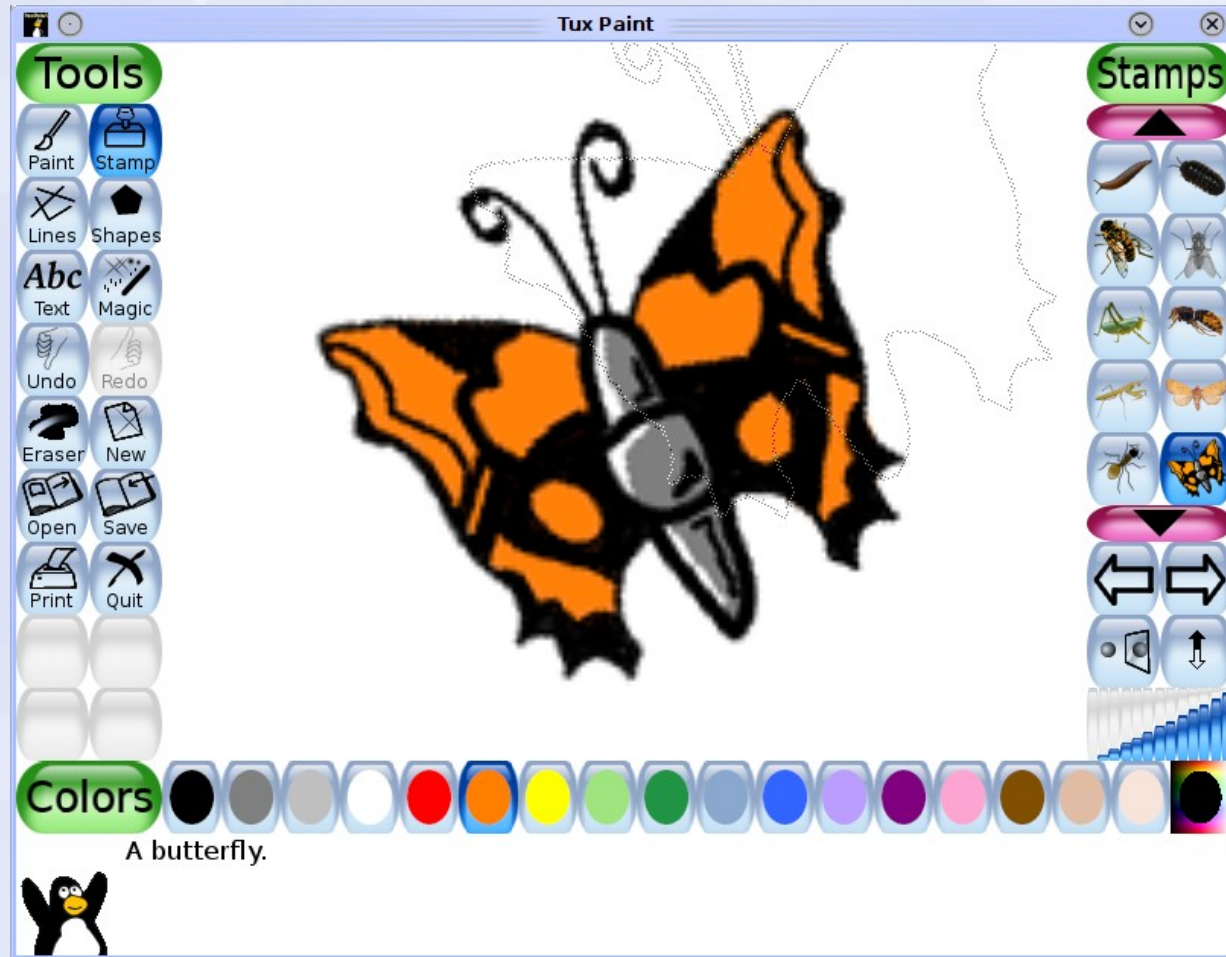 Tux Paint
Tools
Stamps
Paint Stamp
Lines Shapes
Abc
Text Magic
Undo Redo
Eraser New
Open Save
Print Quit
Colors
A butterfly.